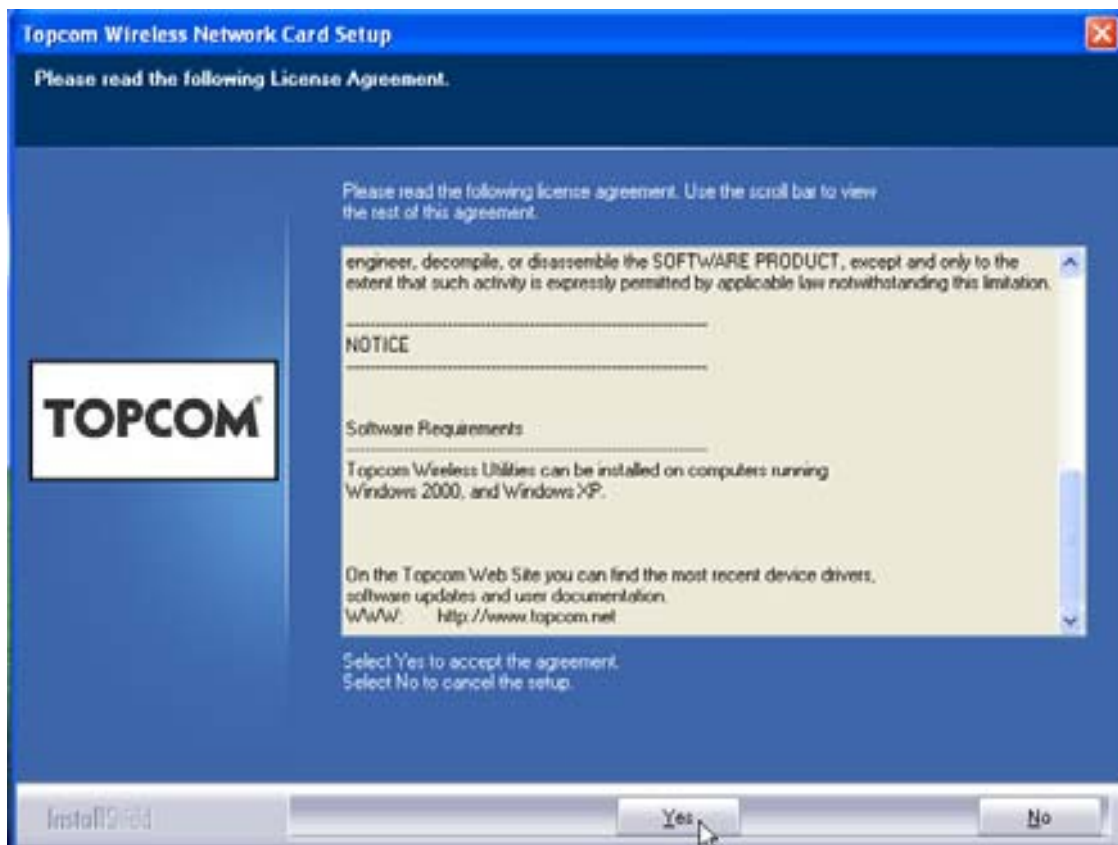 Topcom Wireless Network Card Setup
Please read the following License Agreement.
Please read the following license agreement. Use the scroll bar to view
the rest of this agreement.
engineer, decompile, or disassemble the SOFTWARE PRODUCT, except and only to the
extent that such activity is expressly permitted by applicable law notwithstanding this limitation.
------------------------------------------------------------------------
NOTICE
------------------------------------------------------------------------
Software Requirements
------------------------------------------------------------------------
Topcom Wireless Utilities can be installed on computers running
Windows 2000, and Windows XP.
On the Topcom Web Site you can find the most recent device drivers,
software updates and user documentation.
WWW: http://www.topcom.net
TOPCOM®
Select Yes to accept the agreement.
Select No to cancel the setup.
InstallShield
Yes
No